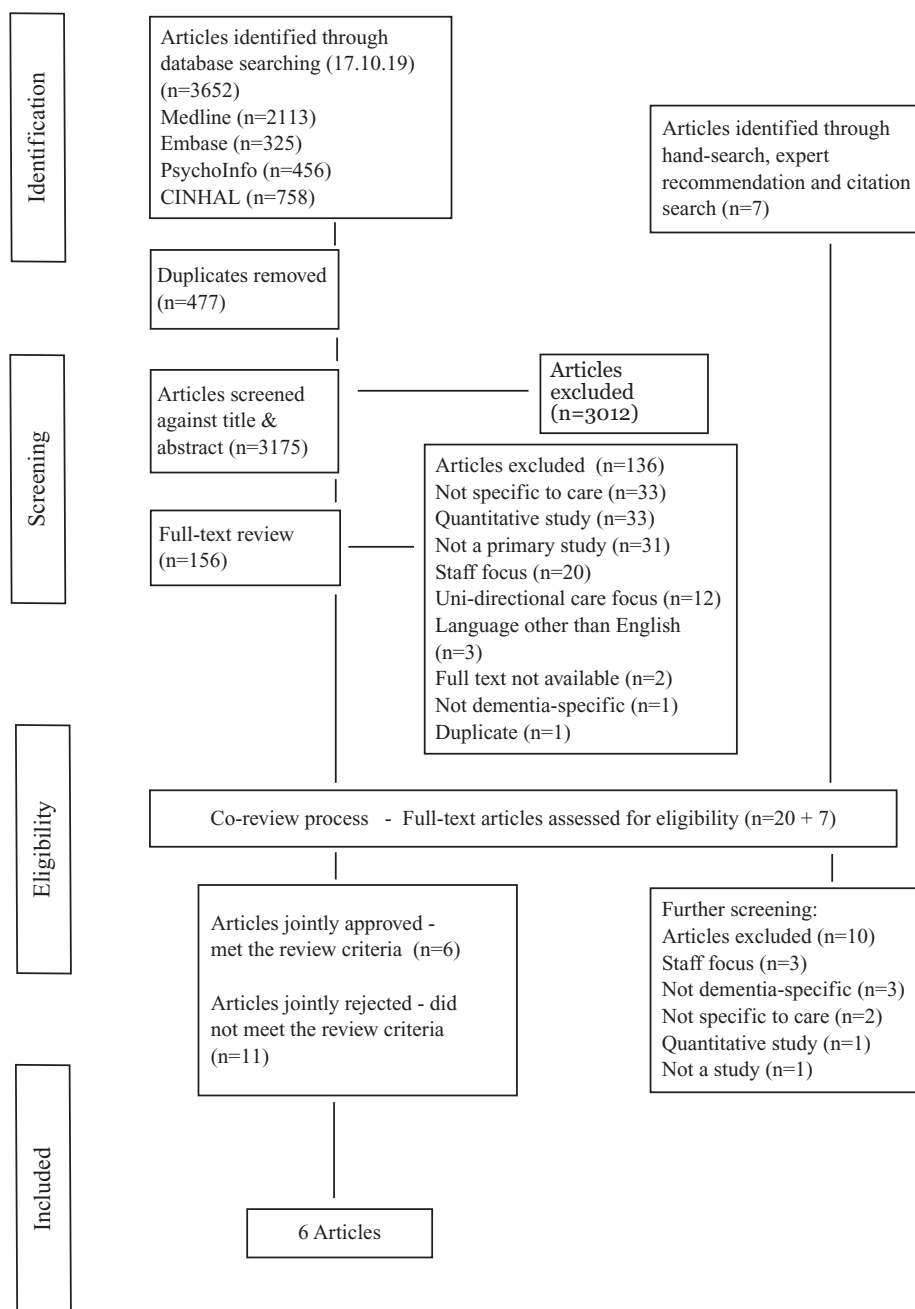 Identification
Articles identified through
database searching (17.10.19)
(n=3652)
Medline (n=2113)
Embase (n=325)
PsychoInfo (n=456)
CINHAL (n=758)
Articles identified through
hand-search, expert
recommendation and citation
search (n=7)
Duplicates removed
(n=477)
Screening
Articles screened
against title &
abstract (n=3175)
Articles
excluded
(n=3012)
Full-text review
(n=156)
Articles excluded (n=136)
Not specific to care (n=33)
Quantitative study (n=33)
Not a primary study (n=31)
Staff focus (n=20)
Uni-directional care focus (n=12)
Language other than English
(n=3)
Full text not available (n=2)
Not dementia-specific (n=1)
Duplicate (n=1)
Eligibility
Co-review process - Full-text articles assessed for eligibility (n=20 + 7)
Articles jointly approved -
met the review criteria (n=6)
Articles jointly rejected - did
not meet the review criteria
(n=11)
Further screening:
Articles excluded (n=10)
Staff focus (n=3)
Not dementia-specific (n=3)
Not specific to care (n=2)
Quantitative study (n=1)
Not a study (n=1)
Included
6 Articles